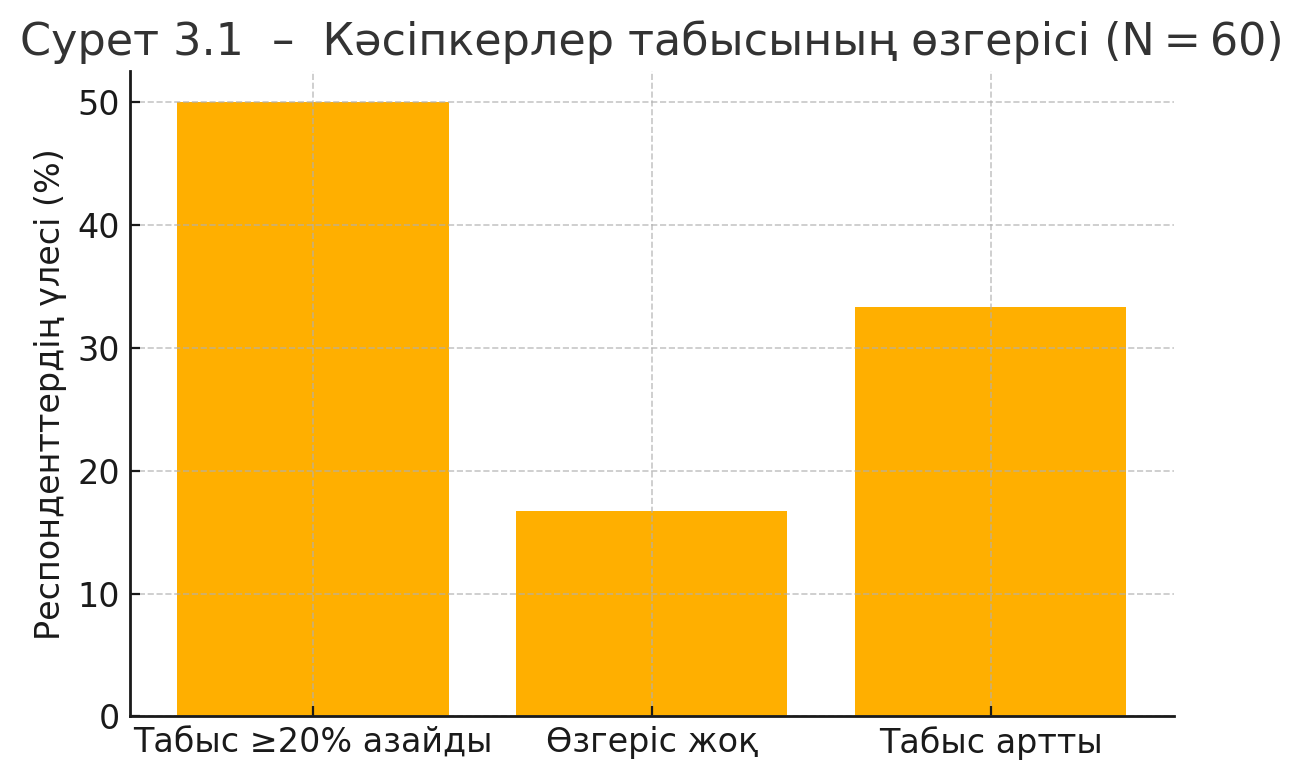 Сурет 3.1 – Кәсіпкерлер табысының өзгерісі (N = 60)
Респонденттердің үлесі (%)
50
40
30
20
10
0
Табыс ≥20% азайды
Өзгеріс жоқ
Табыс артты